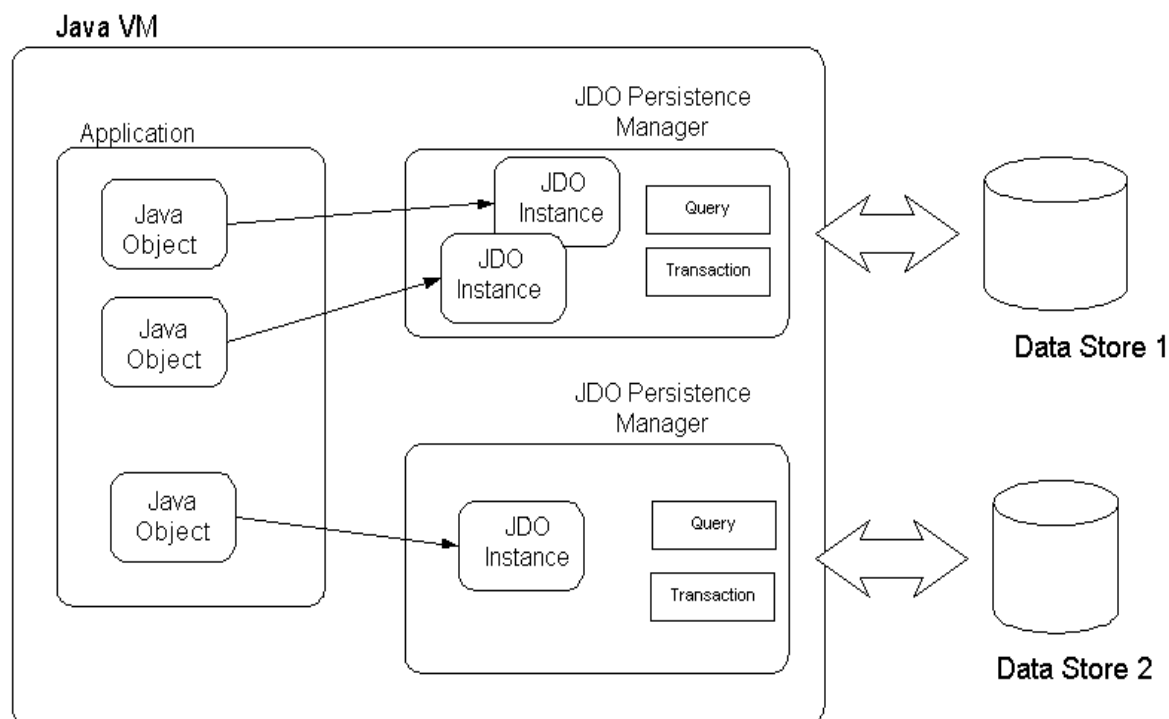 Java VM
Application
Java
Object
Java
Object
Java
Object
JDO Persistence
Manager
JDO
Instance
JDO
Instance
Query
Transaction
JDO Persistence
Manager
JDO
Instance
Query
Transaction
Data Store 1
Data Store 2